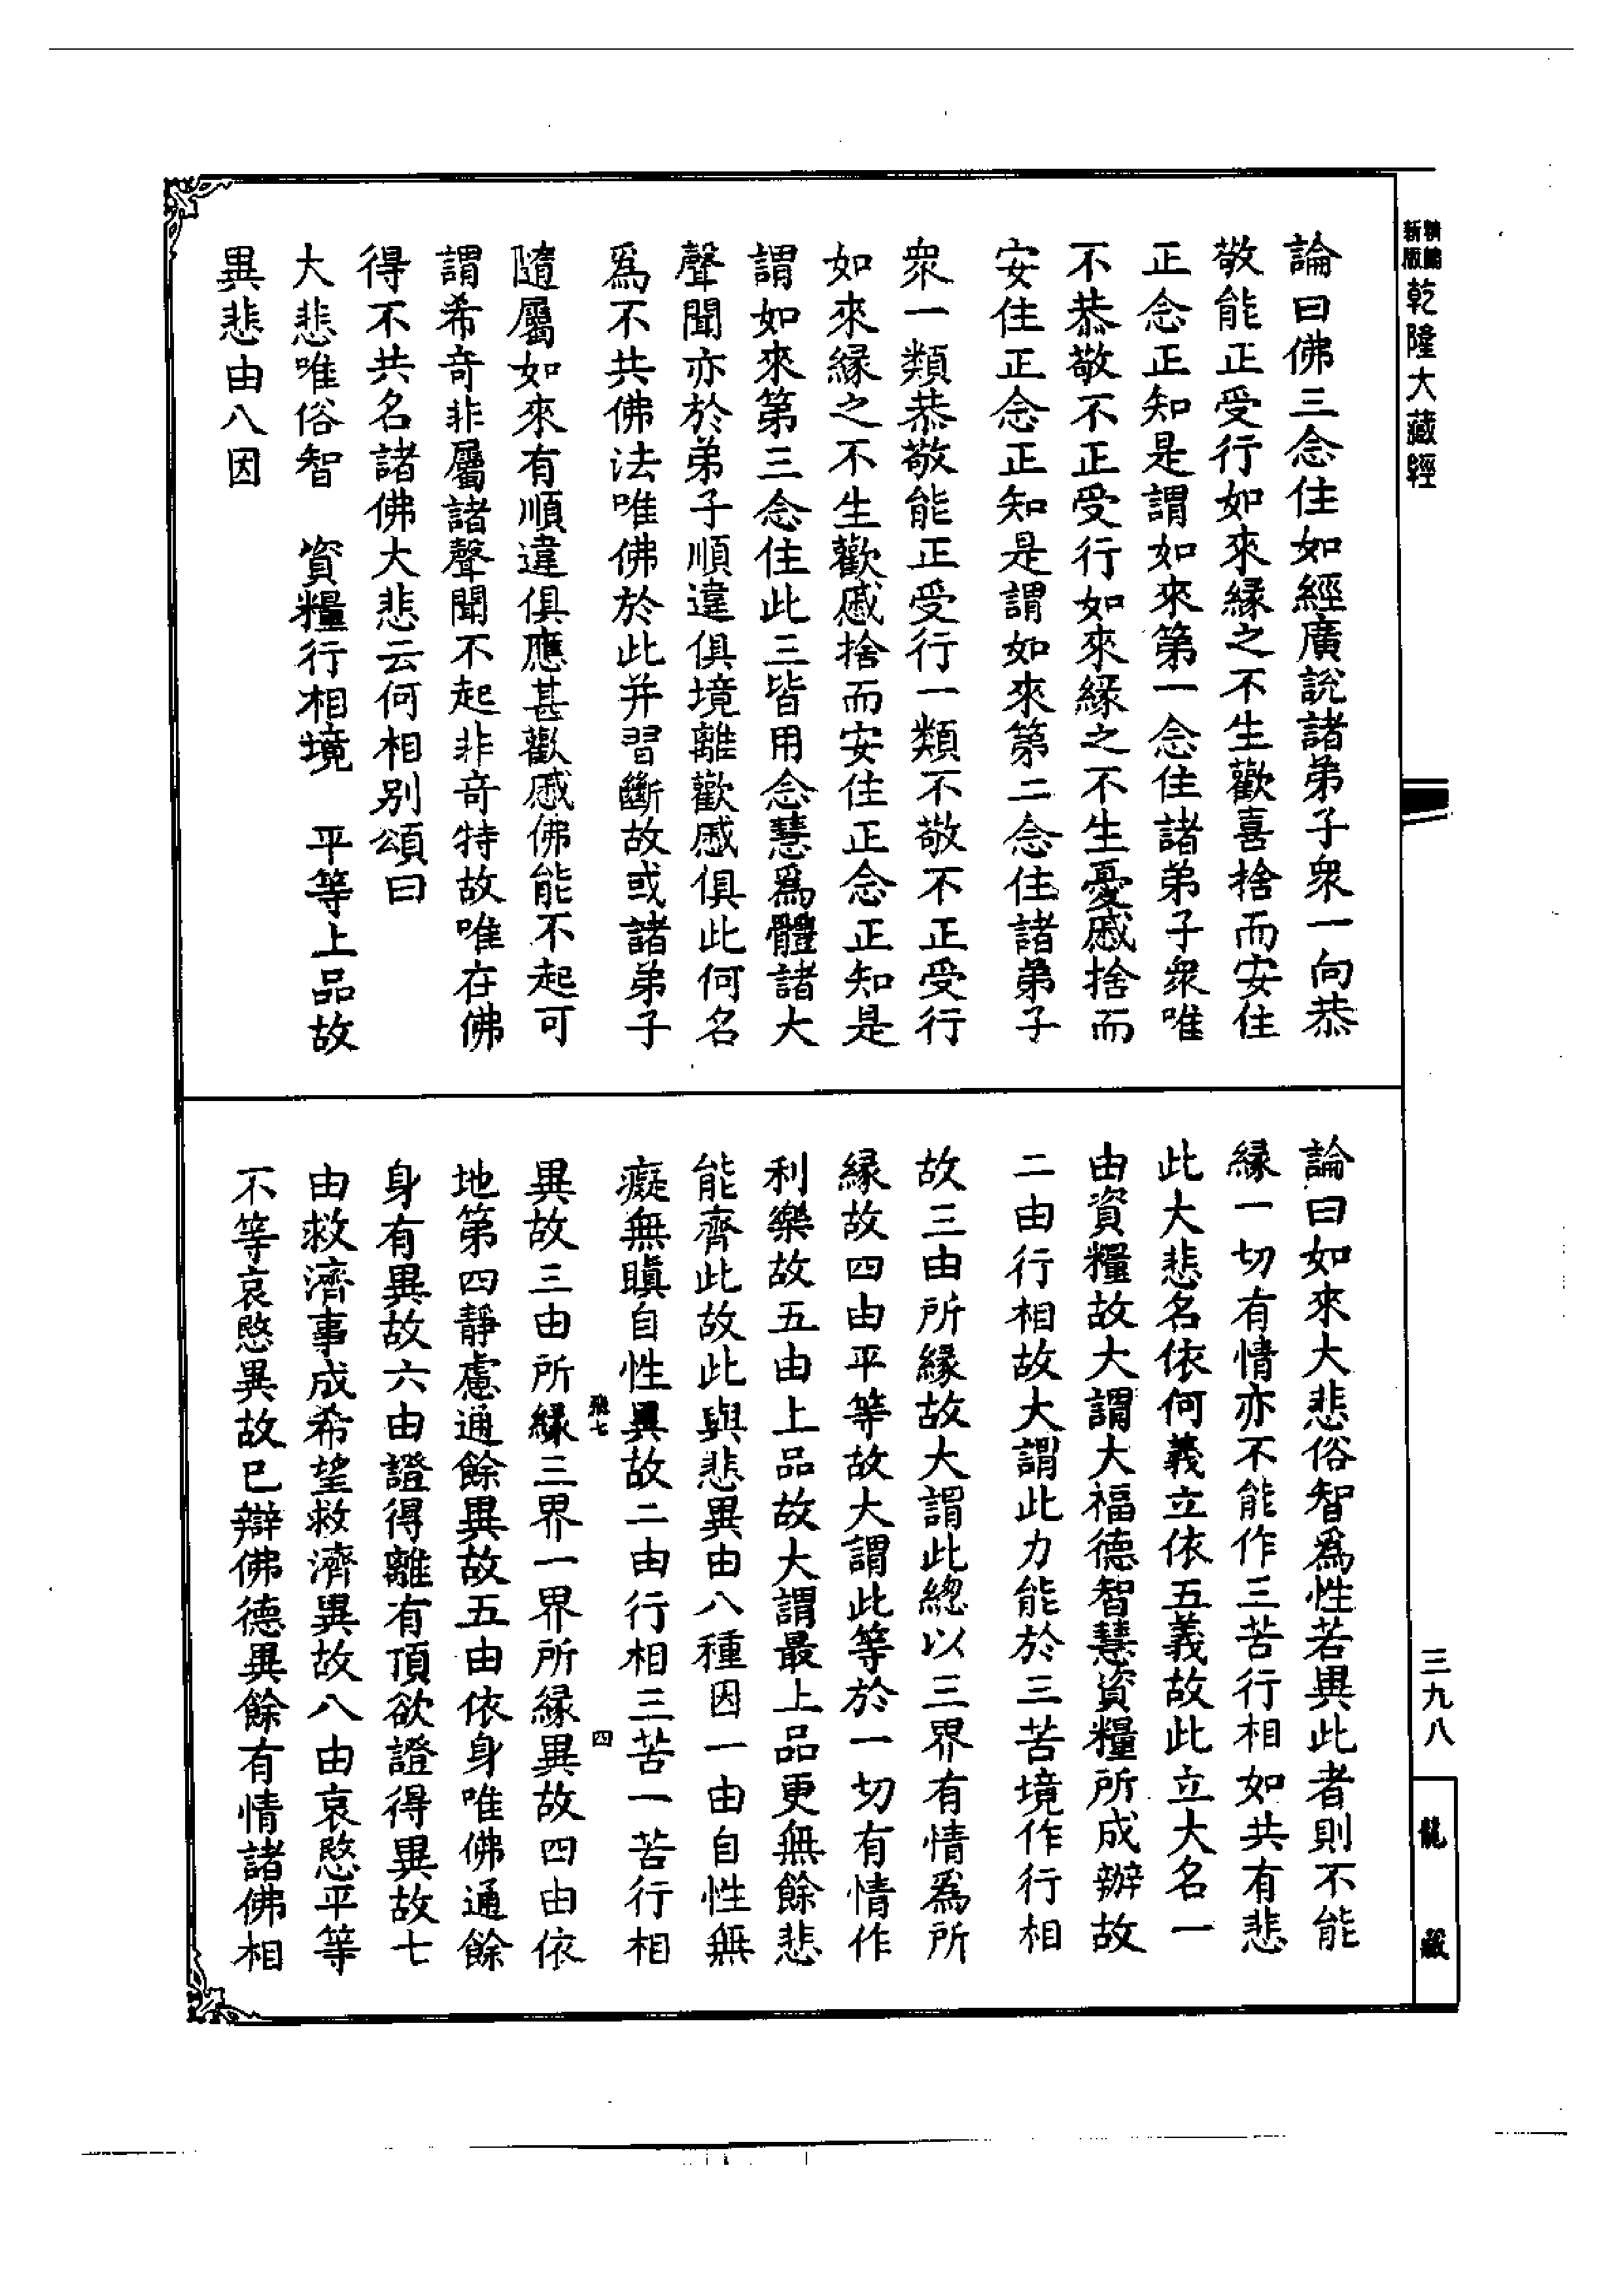 新編
新版乾隆大藏經
論曰佛三念住如經廣說諸弟子衆一向恭
敬能正受行如來緣之不生歡喜捨而安住
正念正知是謂如來第一念住諸弟子衆唯
不恭敬不正受行如來緣之不生憂慼捨而
安住正念正知是謂如來第二念住諸弟子
衆一類恭敬能正受行一類不敬不正受行
如來緣之不生歡慼捨而安住正念正知是
謂如來第三念住此三皆用念慧爲體諸大
聲聞亦於弟子順違俱境離歡慼俱此何名
爲不共佛法唯佛於此并習斷故或諸弟子
隨屬如來有順違俱應甚歡慼佛能不起可
謂希奇非屬諸聲聞不起非奇特故唯在佛
得不共名諸佛大悲云何相別頌曰
大悲唯俗智　資糧行相境　平等上品故
異悲由八因
論曰如來大悲俗智爲性若異此者則不能
緣一切有情亦不能作三苦行相如共有悲
此大悲名依何義立依五義故此立大名一
由資糧故大謂大福德智慧資糧所成辦故
二由行相故大謂此力能於三苦境作行相
故三由所緣故大謂此總以三界有情爲所
緣故四由平等故大謂此等於一切有情作
利樂故五由上品故大謂最上品更無餘悲
能齊此故此與悲異由八種因一由自性無
癡無瞋自性異故二由行相三苦一苦行相
飛七
四
異故三由所緣三界一界所緣異故四由依
地第四靜慮通餘異故五由依身唯佛通餘
身有異故六由證得離有頂欲證得異故七
由救濟事成希望救濟異故八由哀愍平等
不等哀愍異故已辯佛德異餘有情諸佛相
三九八
龍藏